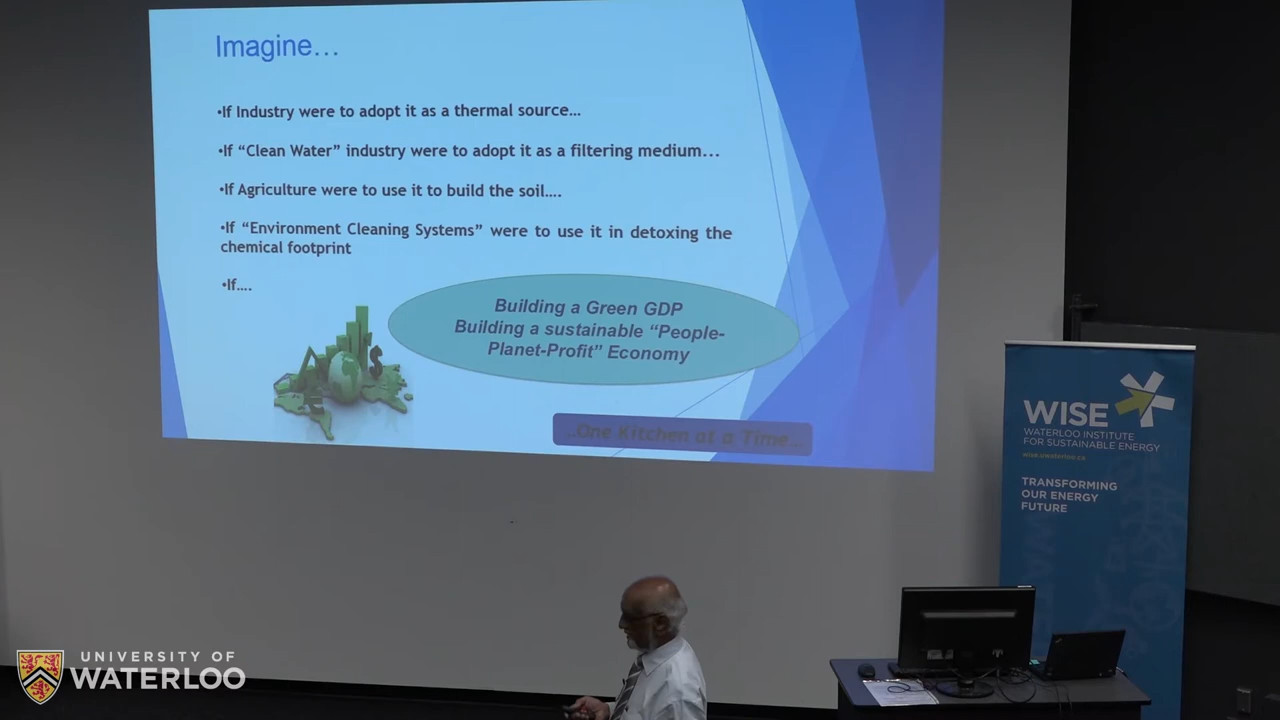 Imagine…
•If Industry were to adopt it as a thermal source…
•If “Clean Water” industry were to adopt it as a filtering medium...
•If Agriculture were to use it to build the soil….
•If “Environment Cleaning Systems” were to use it in detoxing the
chemical footprint
•If….
Building a Green GDP
Building a sustainable “People-
Planet-Profit” Economy
…One Kitchen at a Time…
WISE
WATERLOO INSTITUTE
FOR SUSTAINABLE ENERGY
wise.uwaterloo.ca
TRANSFORMING
OUR ENERGY
FUTURE
UNIVERSITY OF
WATERLOO